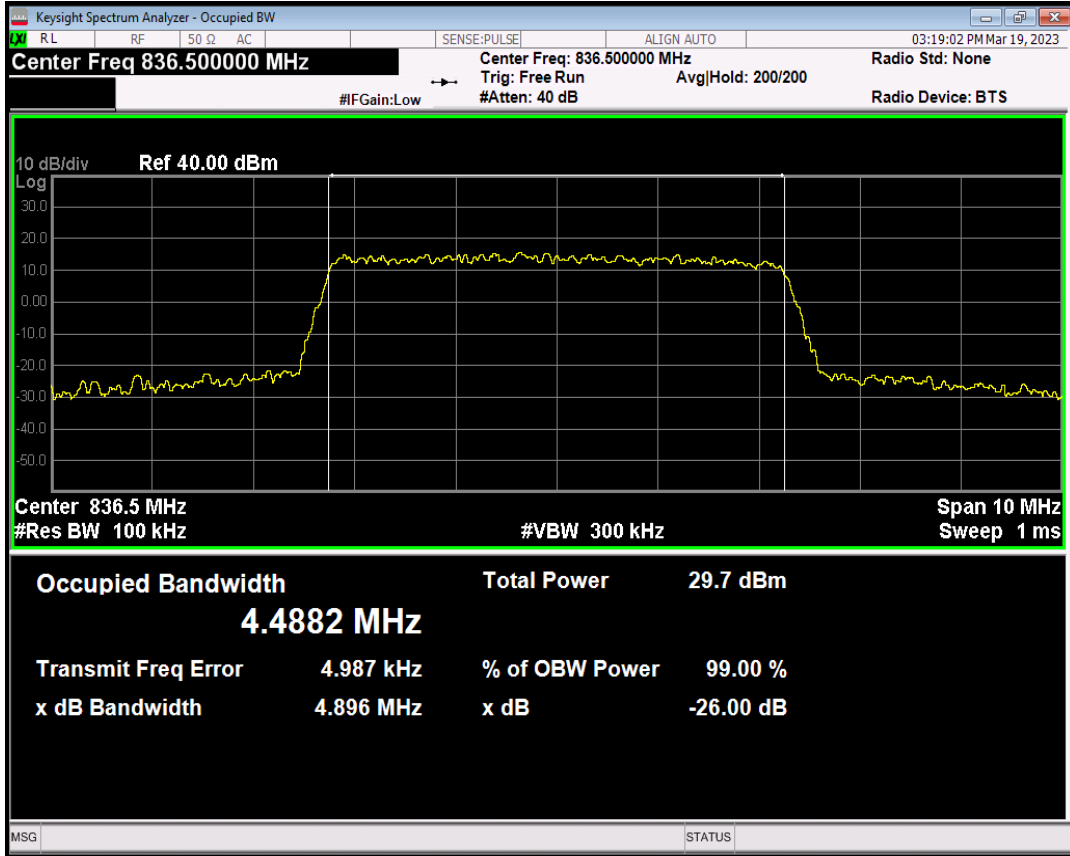 Keysight Spectrum Analyzer - Occupied BW
LXI RL RF 50 Ω AC SENSE:PULSE ALIGN AUTO 03:19:02 PM Mar 19, 2023
Center Freq 836.500000 MHz Center Freq: 836.500000 MHz Radio Std: None
Trig: Free Run Avg|Hold: 200/200
#IFGain:Low #Atten: 40 dB Radio Device: BTS
10 dB/div Ref 40.00 dBm
Log
30.0
20.0
10.0
0.00
-10.0
-20.0
-30.0
-40.0
-50.0
Center 836.5 MHz Span 10 MHz
#Res BW 100 kHz #VBW 300 kHz Sweep 1 ms
Occupied Bandwidth Total Power 29.7 dBm
4.4882 MHz
Transmit Freq Error 4.987 kHz % of OBW Power 99.00 %
x dB Bandwidth 4.896 MHz x dB -26.00 dB
MSG STATUS